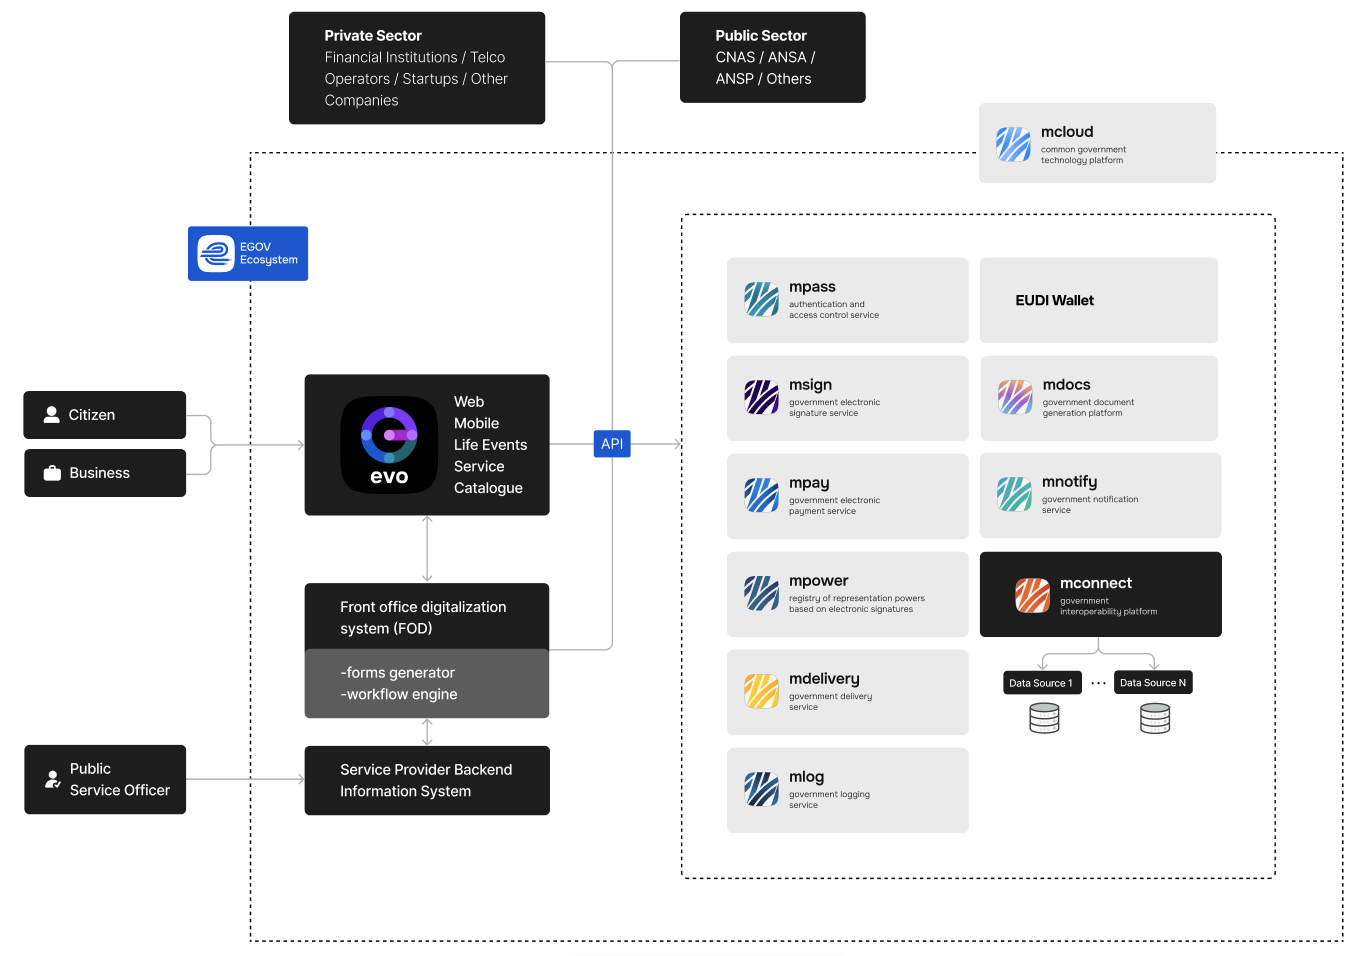 Private Sector
Financial Institutions / Telco
Operators / Startups / Other
Companies
Public Sector
CNAS / ANSA /
ANSP / Others
mcloud
common government
technology platform
EGOV
Ecosystem
mpass
authentication and
access control service
EUDI Wallet
msign
government electronic
signature service
mdocs
government document
generation platform
Citizen
Business
evo
Web
Mobile
Life Events
Service
Catalogue
API
mpay
government electronic
payment service
mnotify
government notification
service
mpower
registry of representation powers
based on electronic signatures
mconnect
government
interoperability platform
Front office digitalization
system (FOD)
-forms generator
-workflow engine
mdelivery
government delivery
service
Data Source 1
...
Data Source N
Public
Service Officer
Service Provider Backend
Information System
mlog
government logging
service